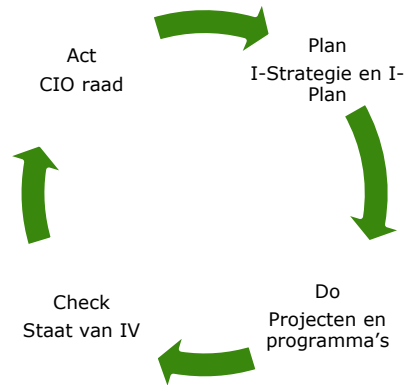 Act
CIO raad
Plan
I-Strategie en I-
Plan
Do
Projecten en
programma’s
Check
Staat van IV